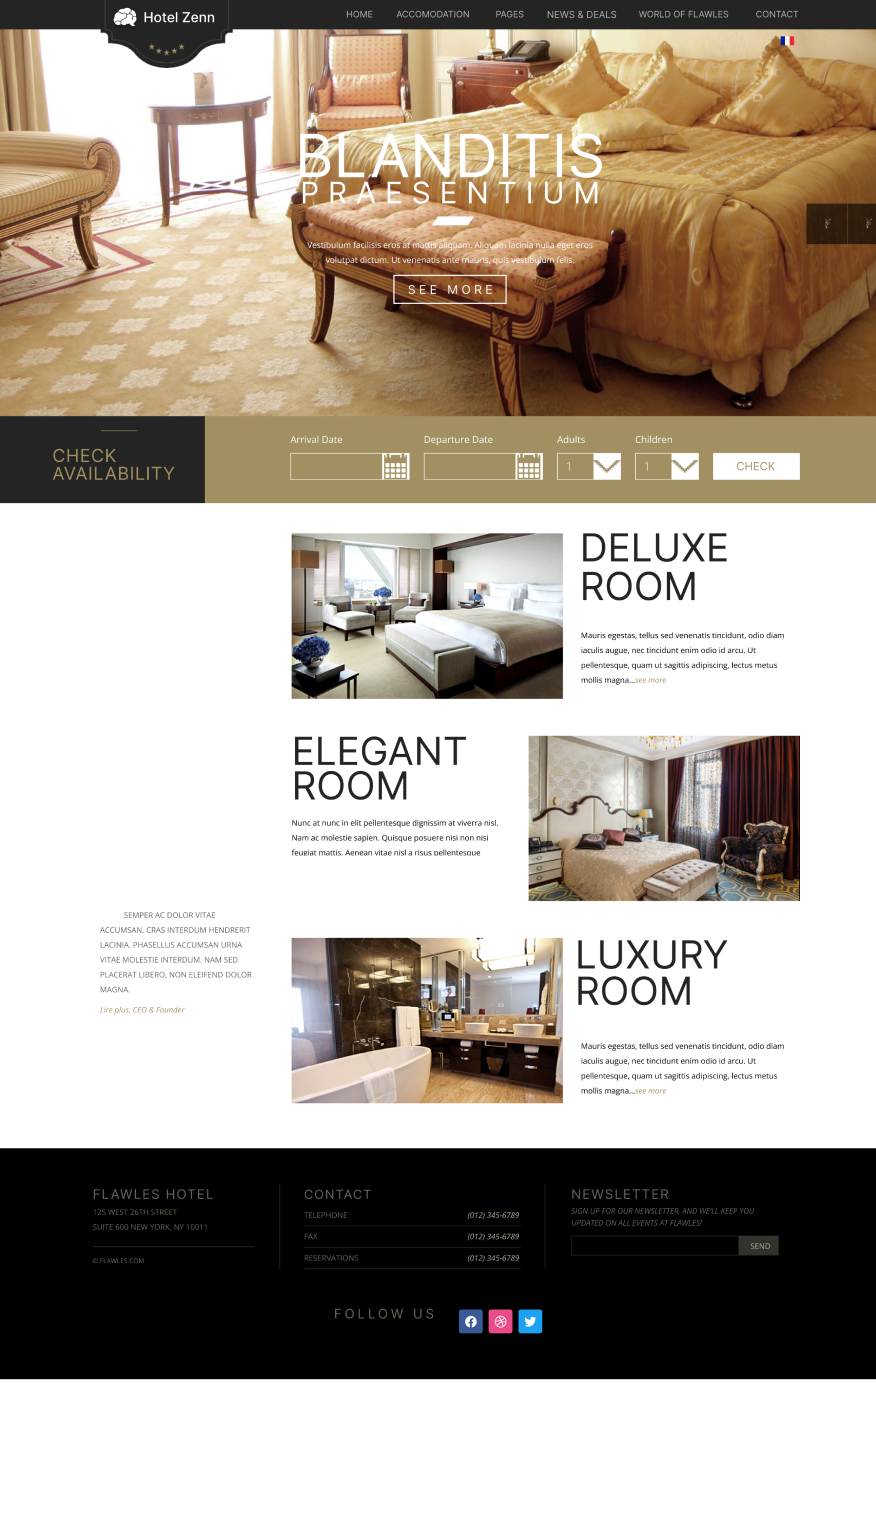 Hotel Zenn
HOME ACCOMODATION PAGES NEWS & DEALS WORLD OF FLAWLES CONTACT
BLANDITIS
PRAESENTIUM
Vestibulum facilisis eros at mattis aliquam. Aliquam lacinia nulla eget eros
volutpat dictum. Ut venenatis ante mauris, quis vestibulum felis.
SEE MORE
CHECK
AVAILABILITY
Arrival Date Departure Date Adults Children
1 1 CHECK
DELUXE
ROOM
Mauris egestas, tellus sed venenatis tincidunt, odio diam
iaculis augue, nec tincidunt enim odio id arcu. Ut
pellentesque, quam ut sagittis adipiscing, lectus metus
mollis magna...see more
ELEGANT
ROOM
Nunc at nunc in elit pellentesque dignissim at viverra nisl.
Nam ac molestie sapien. Quisque posuere nisi non nisi
feugiat mattis. Aenean vitae nisl a risus pellentesque
SEMPER AC DOLOR VITAE
ACCUMSAN. CRAS INTERDUM HENDRERIT
LACINIA. PHASELLUS ACCUMSAN URNA
VITAE MOLESTIE INTERDUM. NAM SED
PLACERAT LIBERO, NON ELEIFEND DOLOR
MAGNA.
Lire plus, CEO & Founder
LUXURY
ROOM
Mauris egestas, tellus sed venenatis tincidunt, odio diam
iaculis augue, nec tincidunt enim odio id arcu. Ut
pellentesque, quam ut sagittis adipiscing, lectus metus
mollis magna...see more
FLAWLES HOTEL
125 WEST 26TH STREET
SUITE 600 NEW YORK, NY 10011
© FLAWLES.COM
CONTACT
TELEPHONE (012) 345-6789
FAX (012) 345-6789
RESERVATIONS (012) 345-6789
NEWSLETTER
SIGN UP FOR OUR NEWSLETTER, AND WE'LL KEEP YOU
UPDATED ON ALL EVENTS AT FLAWLES!
SEND
FOLLOW US